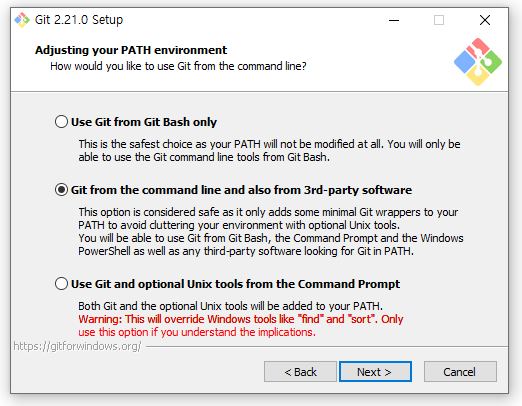 Git 2.21.0 Setup
Adjusting your PATH environment
How would you like to use Git from the command line?
Use Git from Git Bash only
This is the safest choice as your PATH will not be modified at all. You will only be
able to use the Git command line tools from Git Bash.
Git from the command line and also from 3rd-party software
This option is considered safe as it only adds some minimal Git wrappers to your
PATH to avoid cluttering your environment with optional Unix tools.
You will be able to use Git from Git Bash, the Command Prompt and the Windows
PowerShell as well as any third-party software looking for Git in PATH.
Use Git and optional Unix tools from the Command Prompt
Both Git and the optional Unix tools will be added to your PATH.
Warning: This will override Windows tools like "find" and "sort". Only
use this option if you understand the implications.
https://gitforwindows.org/
< Back
Next >
Cancel